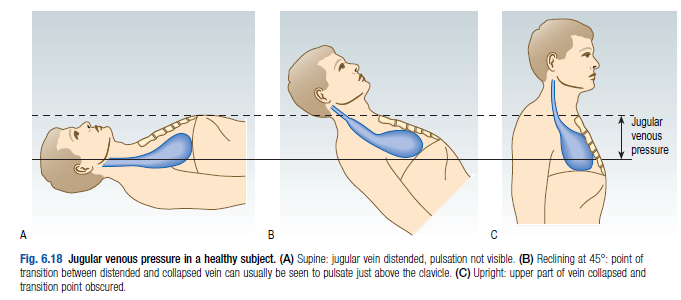 Jugular
venous
pressure
A
B
C
Fig. 6.18 Jugular venous pressure in a healthy subject. (A) Supine: jugular vein distended, pulsation not visible. (B) Reclining at 45°: point of
transition between distended and collapsed vein can usually be seen to pulsate just above the clavicle. (C) Upright: upper part of vein collapsed and
transition point obscured.